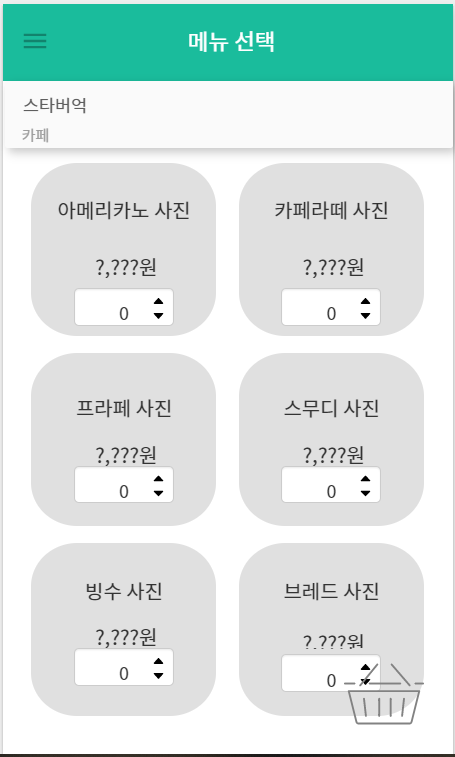 메뉴 선택
스타버억
카페
아메리카노 사진
카페라떼 사진
?,???원
?,???원
0
0
프라페 사진
스무디 사진
?,???원
?,???원
0
0
빙수 사진
브레드 사진
?,???원
?,???원
0
0